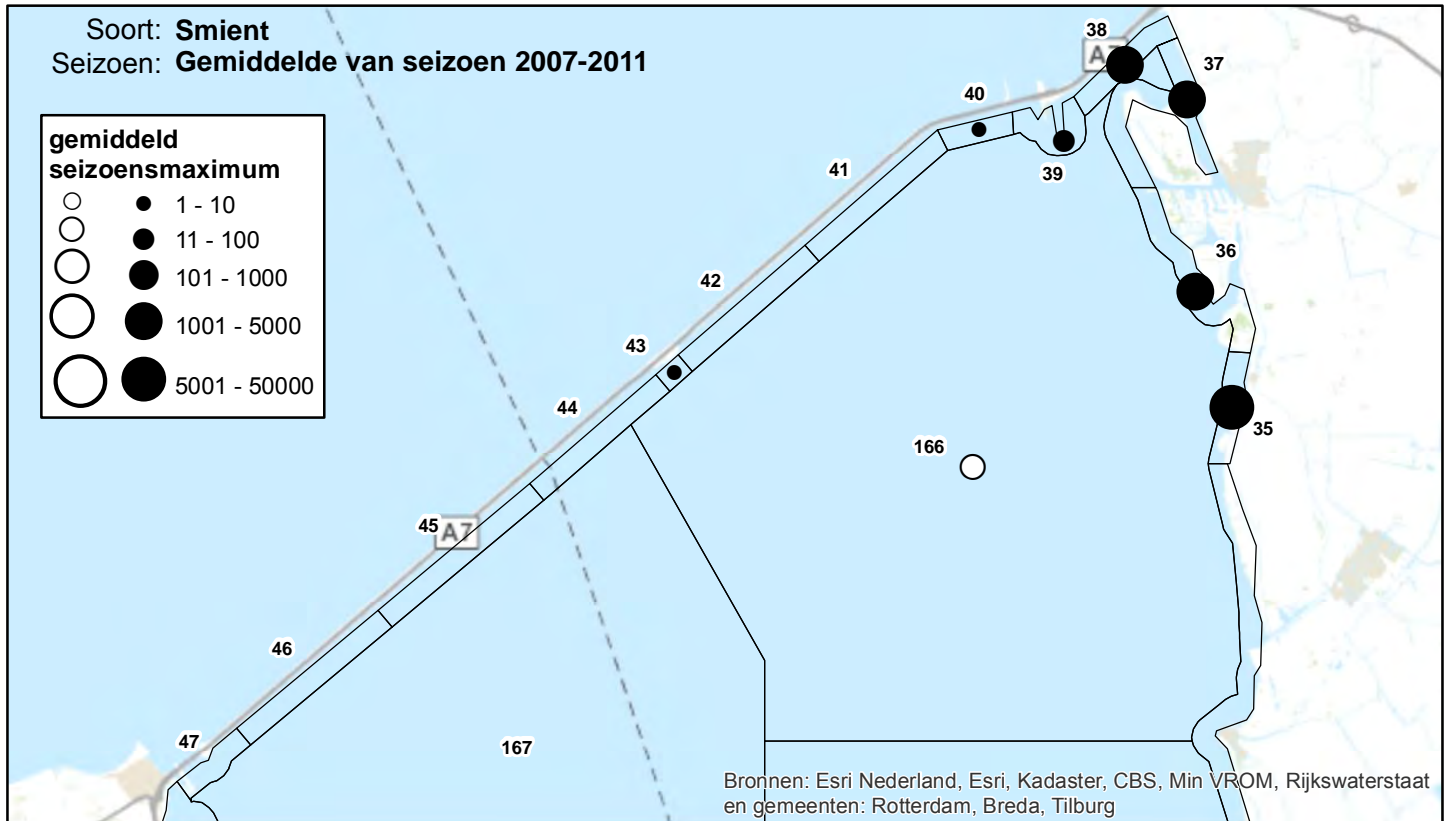 Soort: Smient
Seizoen: Gemiddelde van seizoen 2007-2011
gemiddeld
seizoensmaximum
1 - 10
11 - 100
101 - 1000
1001 - 5000
5001 - 50000
38
A7
37
40
39
41
36
42
43
44
35
166
45
A7
46
47
167
Bronnen: Esri Nederland, Esri, Kadaster, CBS, Min VROM, Rijkswaterstaat
en gemeenten: Rotterdam, Breda, Tilburg